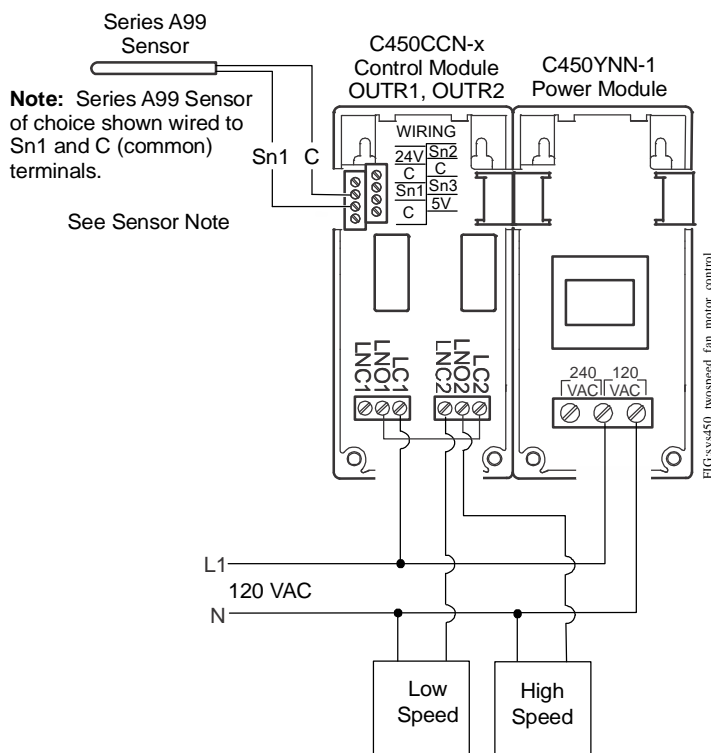 Series A99
Sensor
C450CCN-x
Control Module
OUTR1, OUTR2
C450YNN-1
Power Module
Note: Series A99 Sensor
of choice shown wired to
Sn1 and C (common)
terminals.
Sn1 C
See Sensor Note
WIRING
24V Sn2
C C
Sn1 Sn3
C 5V
LNC1
LNO1
LC1
LNC2
LNO2
LC2
240 VAC
120 VAC
FIG:sys450_twospeed_fan_motor_control
L1
120 VAC
N
Low
Speed
High
Speed